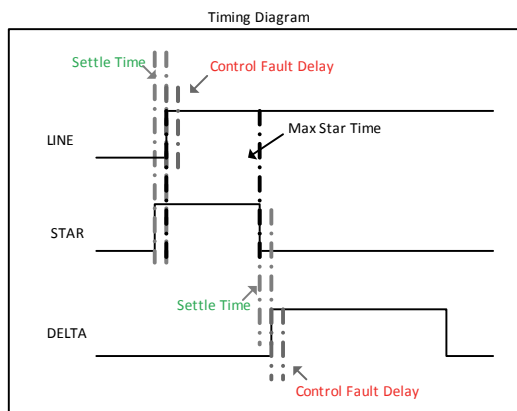 Timing Diagram
Settle Time
Control Fault Delay
LINE
Max Star Time
STAR
Settle Time
DELTA
Control Fault Delay